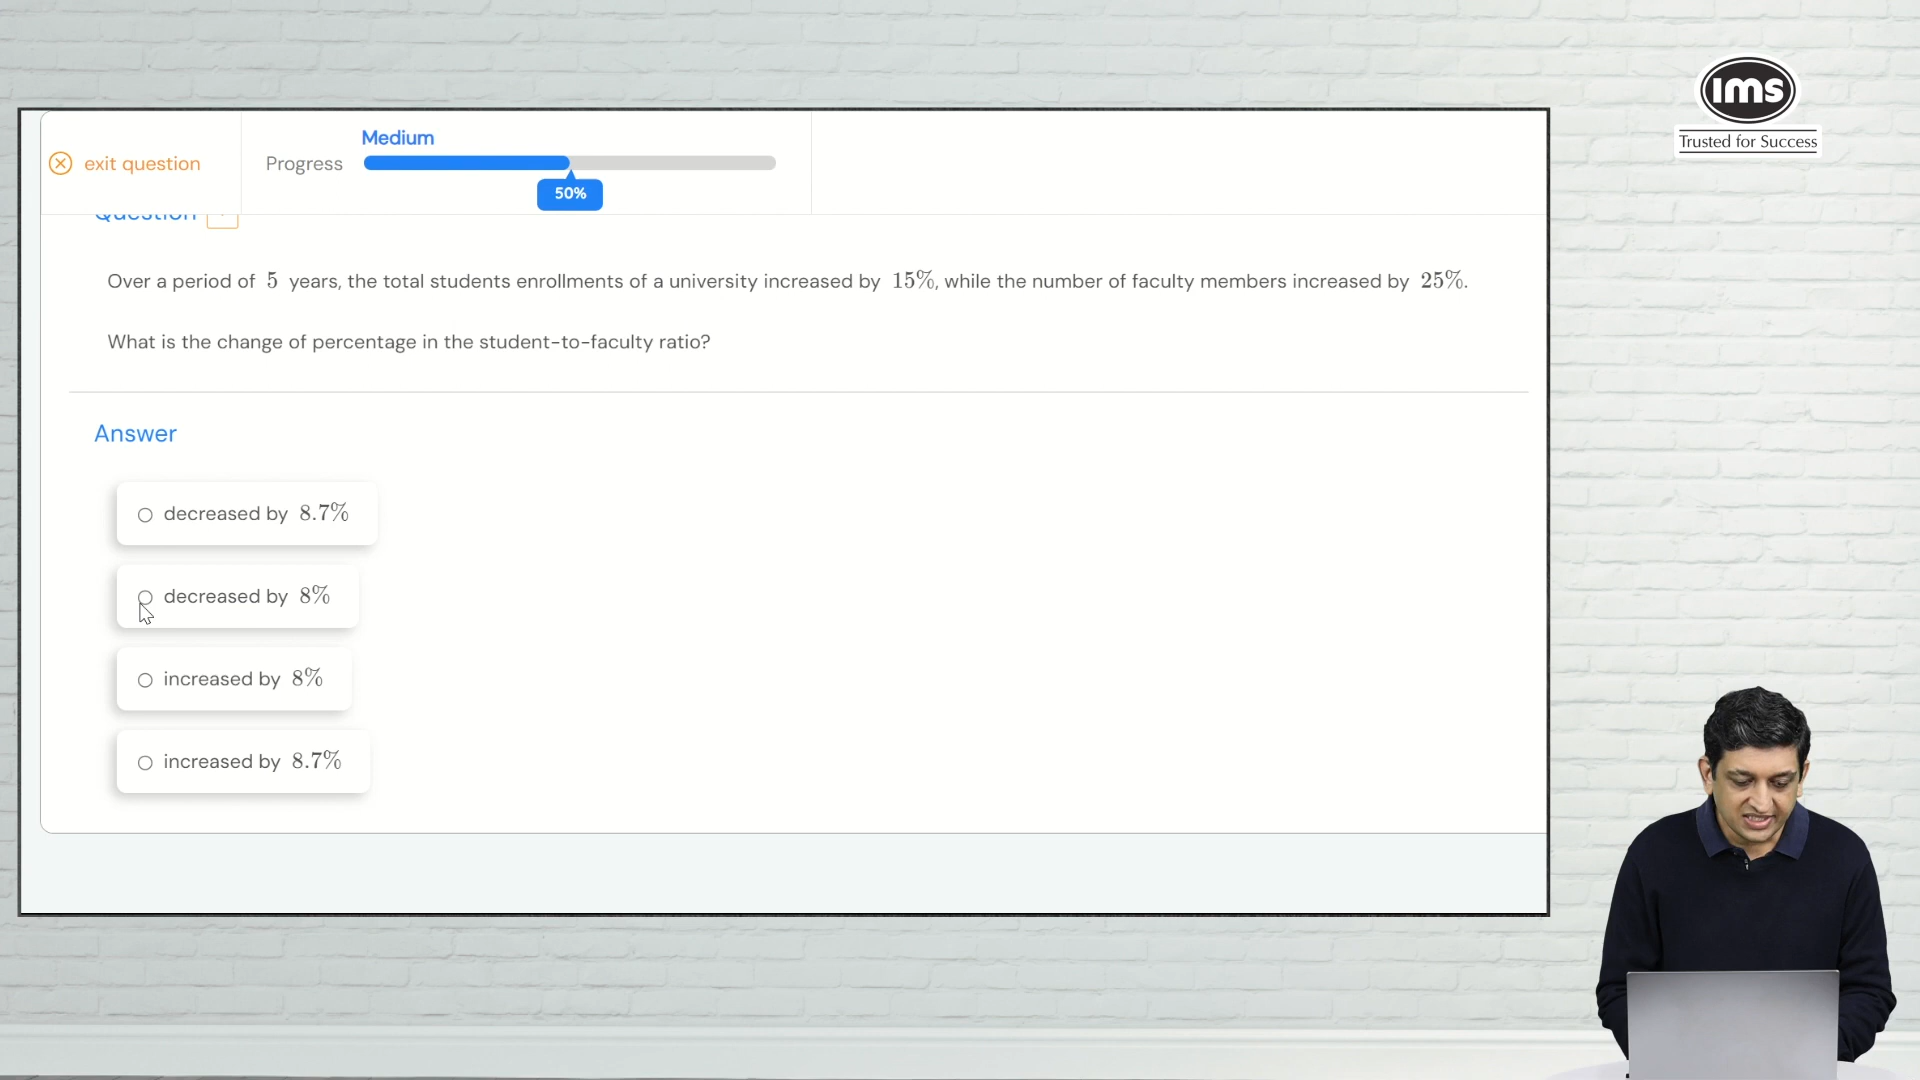 ims
Trusted for Success
Medium
exit question
Progress
50%
Question
Over a period of 5 years, the total students enrollments of a university increased by 15%, while the number of faculty members increased by 25%.
What is the change of percentage in the student-to-faculty ratio?
Answer
decreased by 8.7%
decreased by 8%
increased by 8%
increased by 8.7%